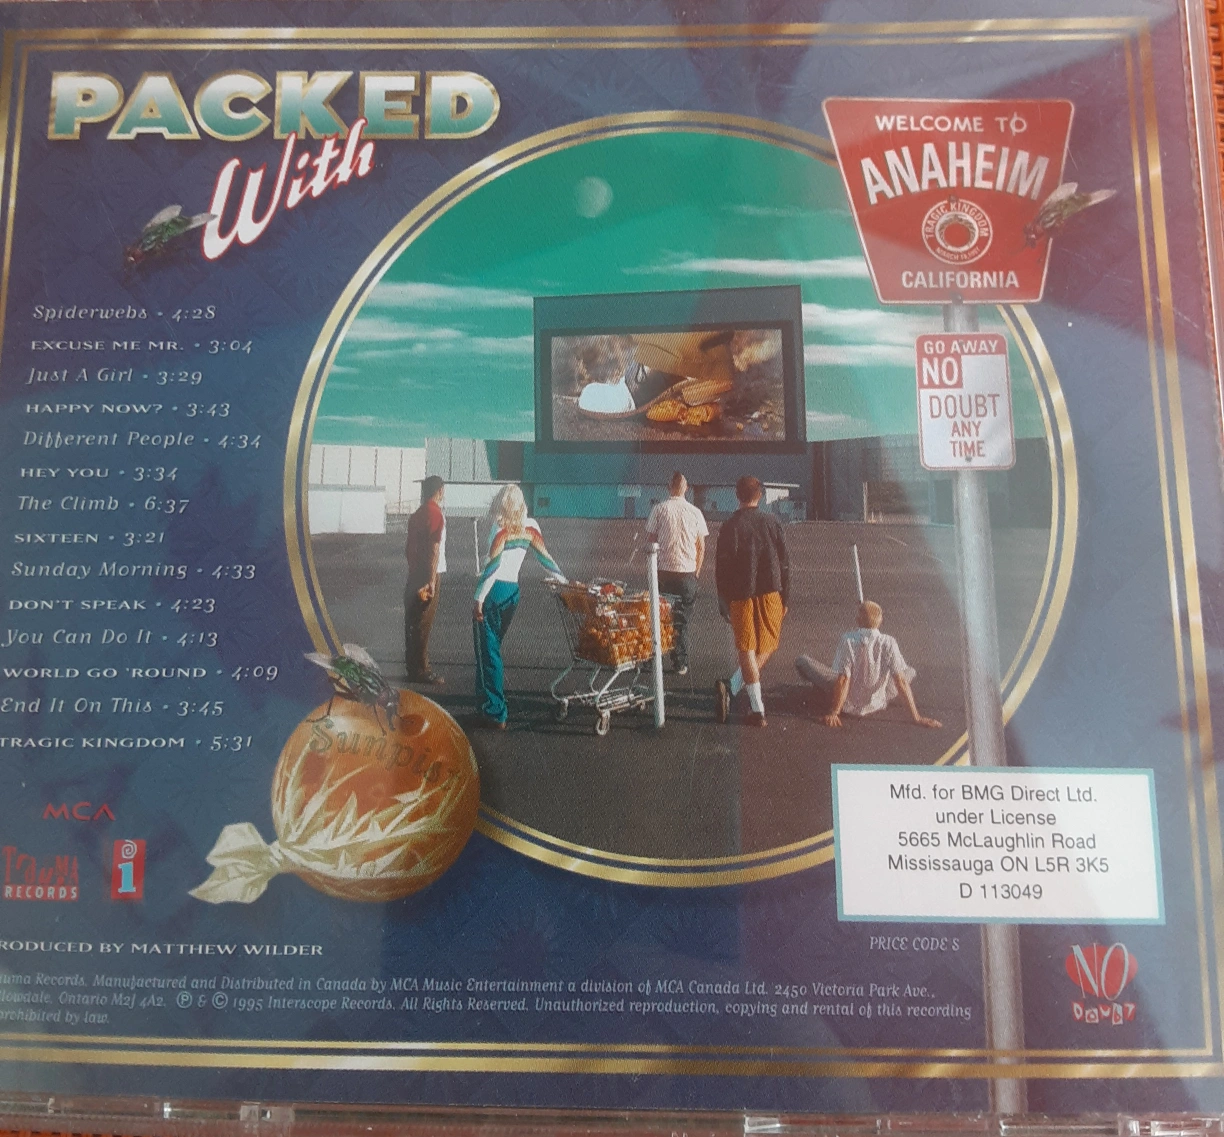 PACKED
With
WELCOME TO
ANAHEIM
TRAGIC KINGDOM
CALIFORNIA
GO AWAY
NO
DOUBT
ANY
TIME
Spiderwebs - 4:28
EXCUSE ME MR. - 3:04
Just A Girl - 3:29
HAPPY NOW? - 3:43
Different People - 4:34
HEY YOU - 3:34
The Climb - 6:37
SIXTEEN - 3:21
Sunday Morning - 4:33
DON'T SPEAK - 4:23
You Can Do It - 4:13
WORLD GO 'ROUND - 4:09
End It On This - 3:45
TRAGIC KINGDOM - 5:31
Sunpist
MCA
TRAUMA
RECORDS
i
Mfd. for BMG Direct Ltd.
under License
5665 McLaughlin Road
Mississauga ON L5R 3K5
D 113049
PRICE CODE S
RODUCED BY MATTHEW WILDER
uma Records, Manufactured and Distributed in Canada by MCA Music Entertainment a division of MCA Canada Ltd. 2450 Victoria Park Ave.,
llowdale, Ontario M2J 4A2. Ⓟ & © 1995 Interscope Records. All Rights Reserved. Unauthorized reproduction, copying and rental of this recording
prohibited by law.
NO
DOUBT